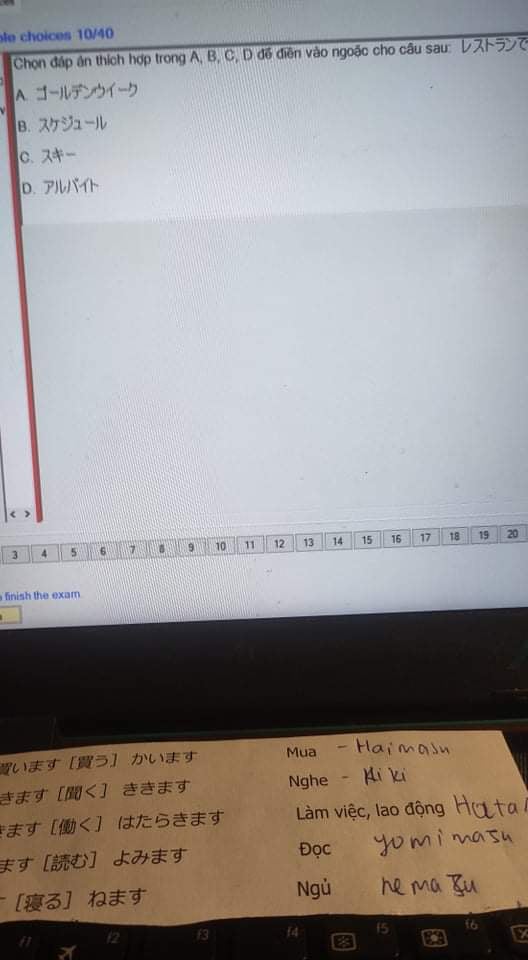 ple choices 10/40
Chọn đáp án thích hợp trong A, B, C, D để điền vào ngoặc cho câu sau: レストランで
A. ゴールデンウイーク
B. スケジュール
C. スキー
D. アルバイト
< >
3 4 5 6 7 8 9 10 11 12 13 14 15 16 17 18 19 20
finish the exam.
買います [買う] かいます Mua - Haimasu
きます [聞く] ききます Nghe - Kiki
きます [働く] はたらきます Làm việc, lao động Hata
ます [読む] よみます Đọc yomimasu
[寝る] ねます Ngủ nemasu
f1 f2 f3 f4 f5 f6